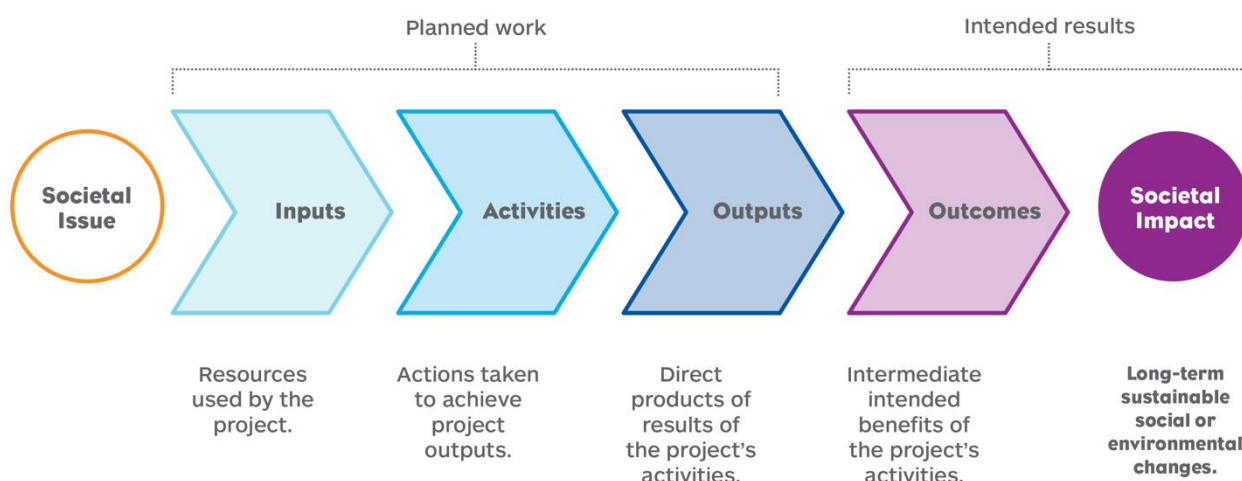 Planned work
Intended results
Societal
Issue
Inputs
Activities
Outputs
Outcomes
Societal
Impact
Resources
used by the
project.
Actions taken
to achieve
project
outputs.
Direct
products of
results of
the project's
activities.
Intermediate
intended
benefits of
the project's
activities.
Long-term
sustainable
social or
environmental
changes.